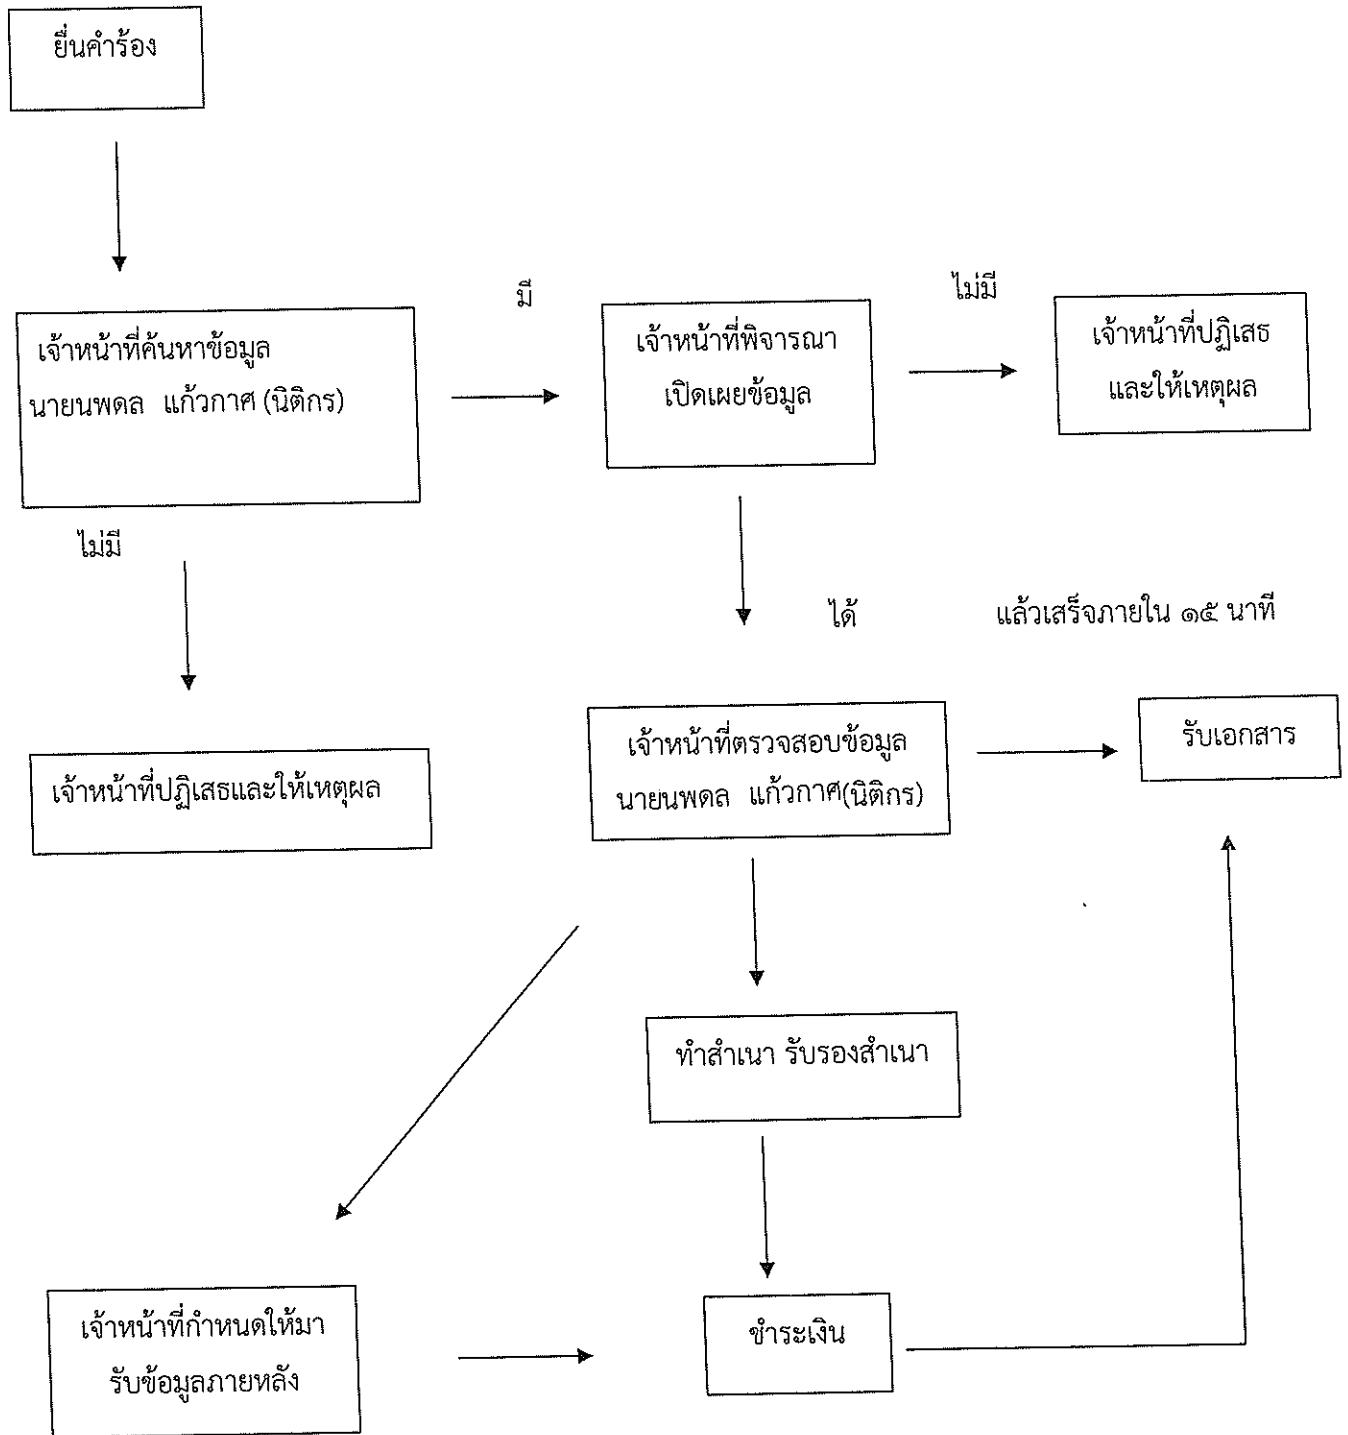 ยื่นคำร้อง
มี
ไม่มี
เจ้าหน้าที่ค้นหาข้อมูล
นายนพดล แก้วกาศ (นิติกร)
เจ้าหน้าที่พิจารณา
เปิดเผยข้อมูล
เจ้าหน้าที่ปฏิเสธ
และให้เหตุผล
ไม่มี
ได้
แล้วเสร็จภายใน ๑๕ นาที
เจ้าหน้าที่ปฏิเสธและให้เหตุผล
เจ้าหน้าที่ตรวจสอบข้อมูล
นายนพดล แก้วกาศ(นิติกร)
รับเอกสาร
ทำสำเนา รับรองสำเนา
เจ้าหน้าที่กำหนดให้มา
รับข้อมูลภายหลัง
ชำระเงิน